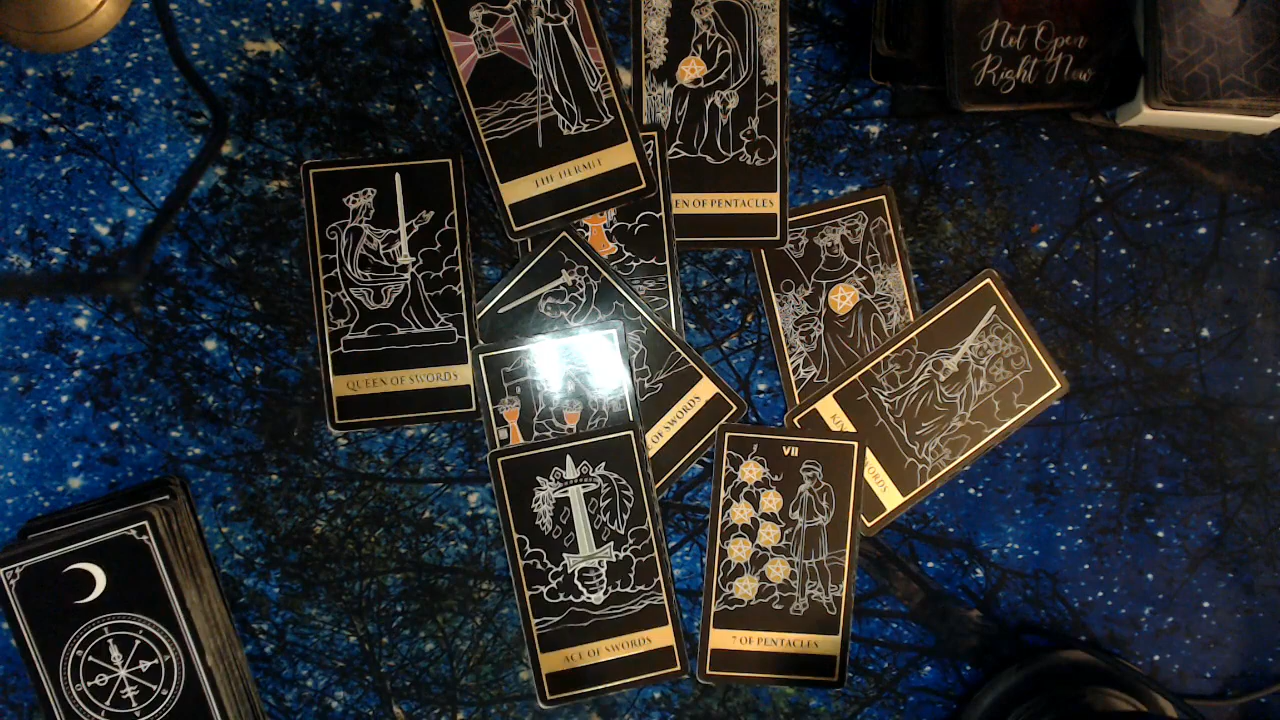 Not Open
Right Now
THE HERMIT
EN OF PENTACLES
QUEEN OF SWORDS
OF SWORDS
VII
7 OF PENTACLES
ACE OF SWORDS